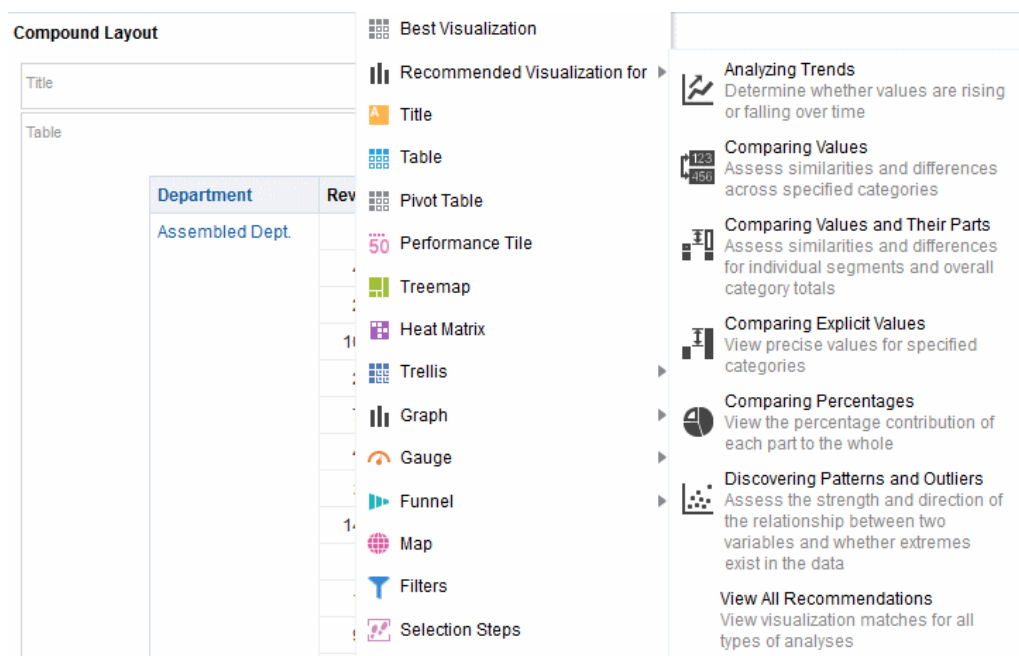 Compound Layout
Title
Table
Department
Rev
Assembled Dept.
Best Visualization
Recommended Visualization for
Title
Table
Pivot Table
50
Performance Tile
Treemap
Heat Matrix
Trellis
Graph
Gauge
Funnel
Map
Filters
Selection Steps
Analyzing Trends
Determine whether values are rising
or falling over time
123
456
Comparing Values
Assess similarities and differences
across specified categories
Comparing Values and Their Parts
Assess similarities and differences
for individual segments and overall
category totals
Comparing Explicit Values
View precise values for specified
categories
Comparing Percentages
View the percentage contribution of
each part to the whole
Discovering Patterns and Outliers
Assess the strength and direction of
the relationship between two
variables and whether extremes
exist in the data
View All Recommendations
View visualization matches for all
types of analyses